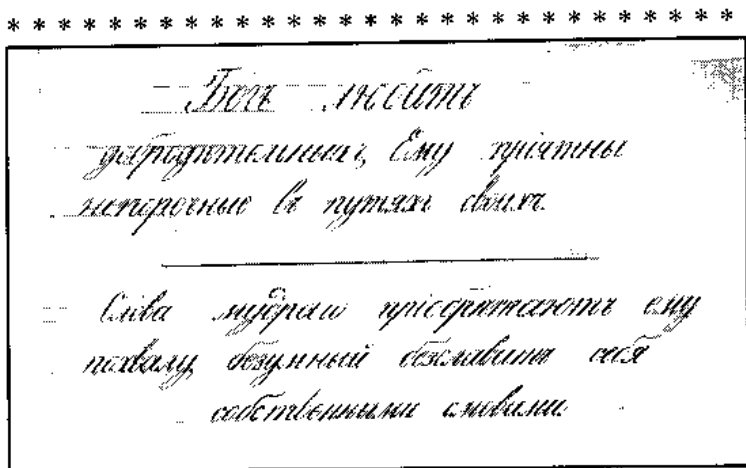 Богъ любитъ
добродѣтельныхъ, Ему пріятны
непорочные въ путяхъ своихъ.
Слова мудраго пріобрѣтаютъ ему
похвалу, безумный безславитъ себя
собственными словами.